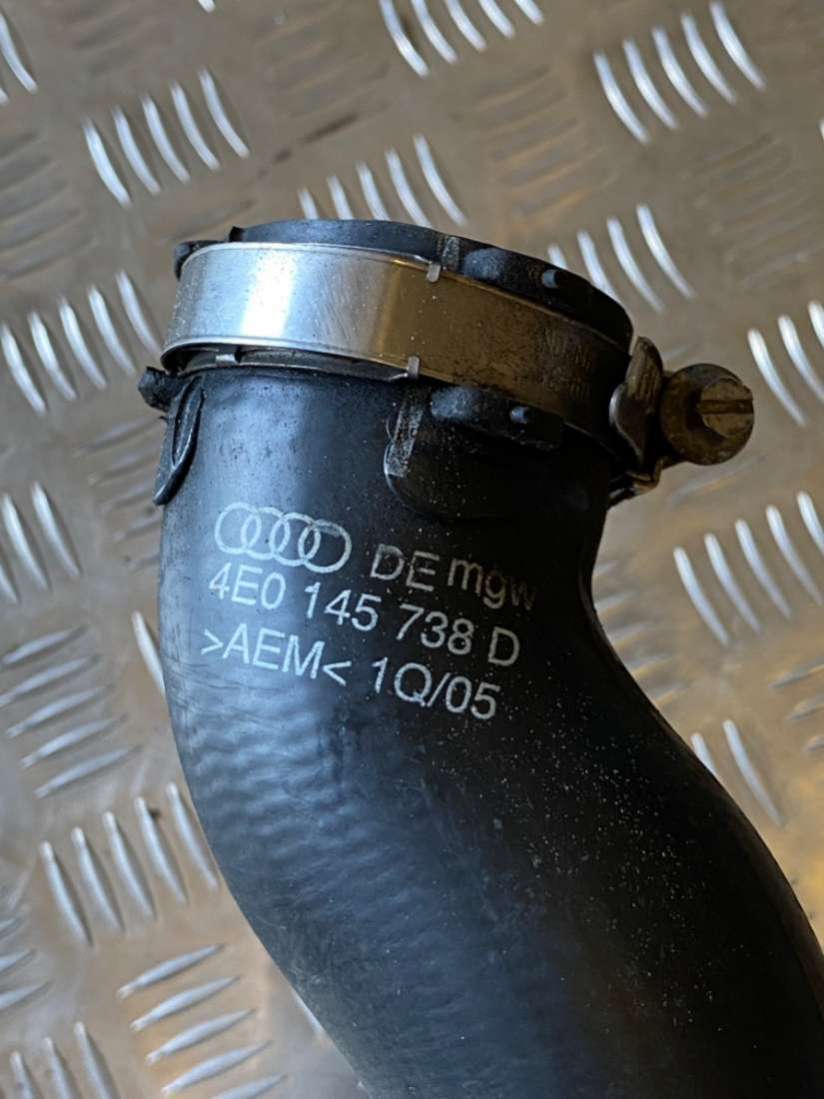 DE mgw
4E0 145 738 D
>AEM< 1Q/05